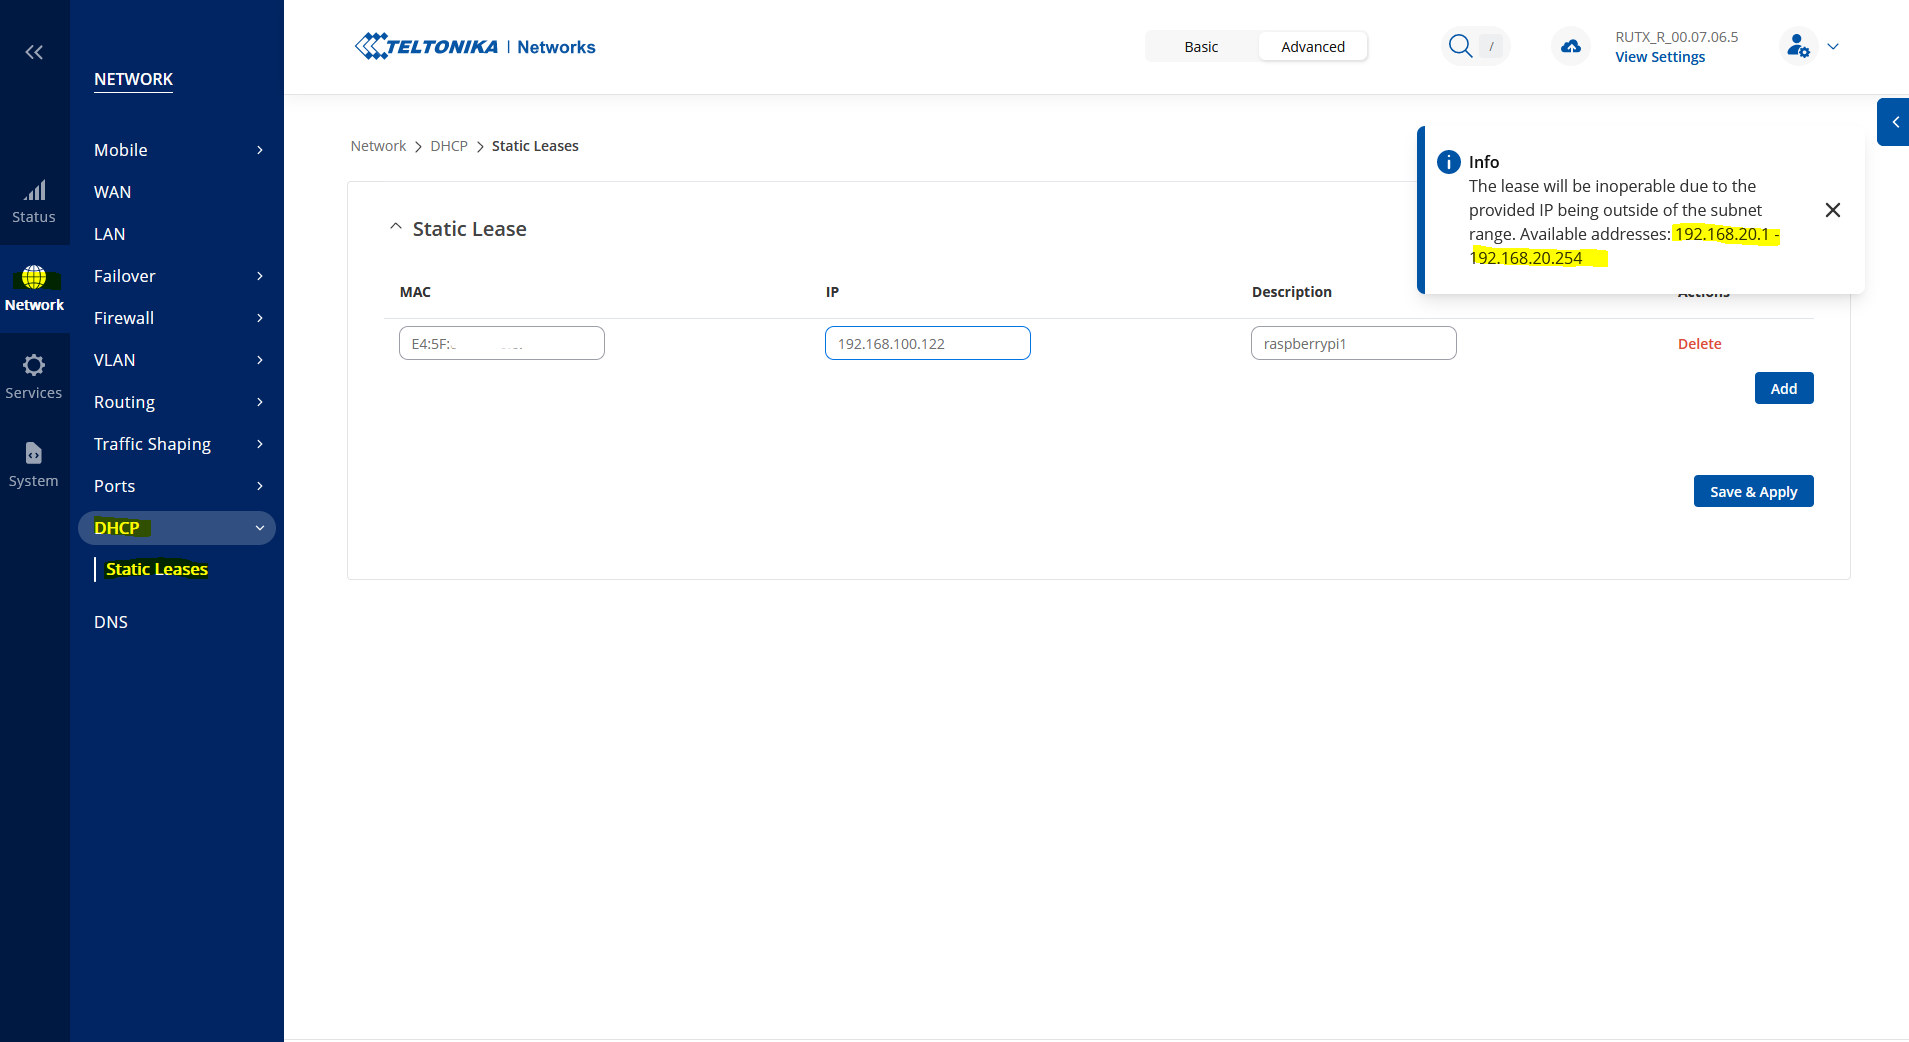 Status
Network
Services
System
NETWORK
Mobile
WAN
LAN
Failover
Firewall
VLAN
Routing
Traffic Shaping
Ports
DHCP
Static Leases
DNS
TELTONIKA | Networks
Basic
Advanced
/
RUTX_R_00.07.06.5
View Settings
Network > DHCP > Static Leases
Info
The lease will be inoperable due to the
provided IP being outside of the subnet
range. Available addresses: 192.168.20.1 -
192.168.20.254
Static Lease
MAC IP Description Actions
E4:5F: 192.168.100.122 raspberrypi1 Delete
Add
Save & Apply